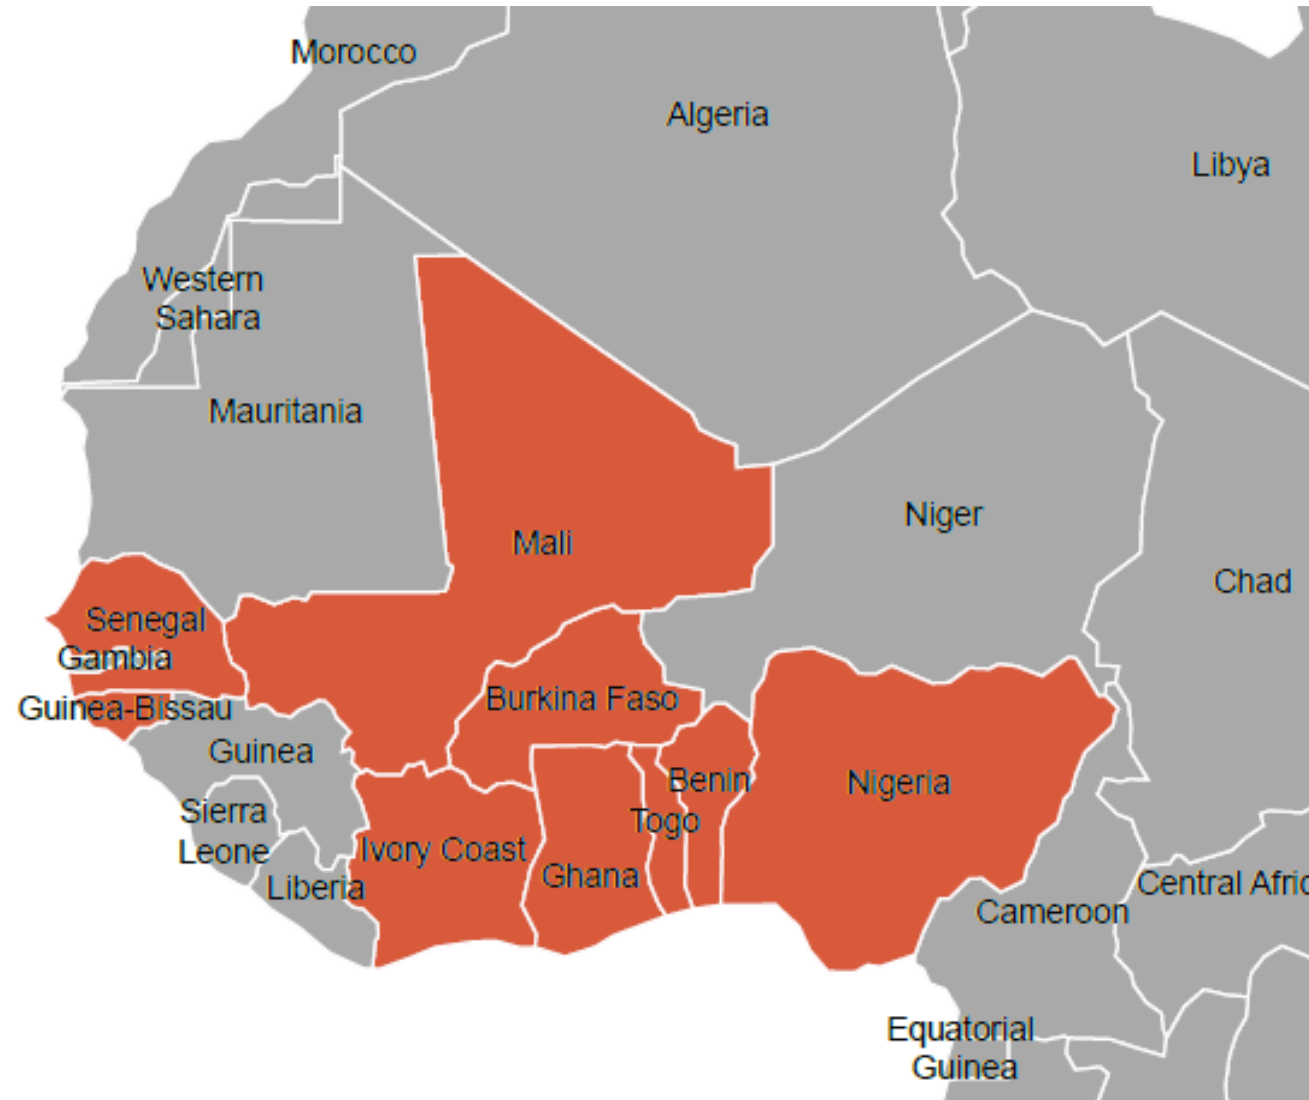 Morocco
Algeria
Libya
Western
Sahara
Mauritania
Niger
Mali
Chad
Senegal
Gambia
Burkina Faso
Guinea-Bissau
Guinea
Benin
Nigeria
Sierra
Leone
Togo
Ivory Coast
Ghana
Liberia
Central Afric
Cameroon
Equatorial
Guinea